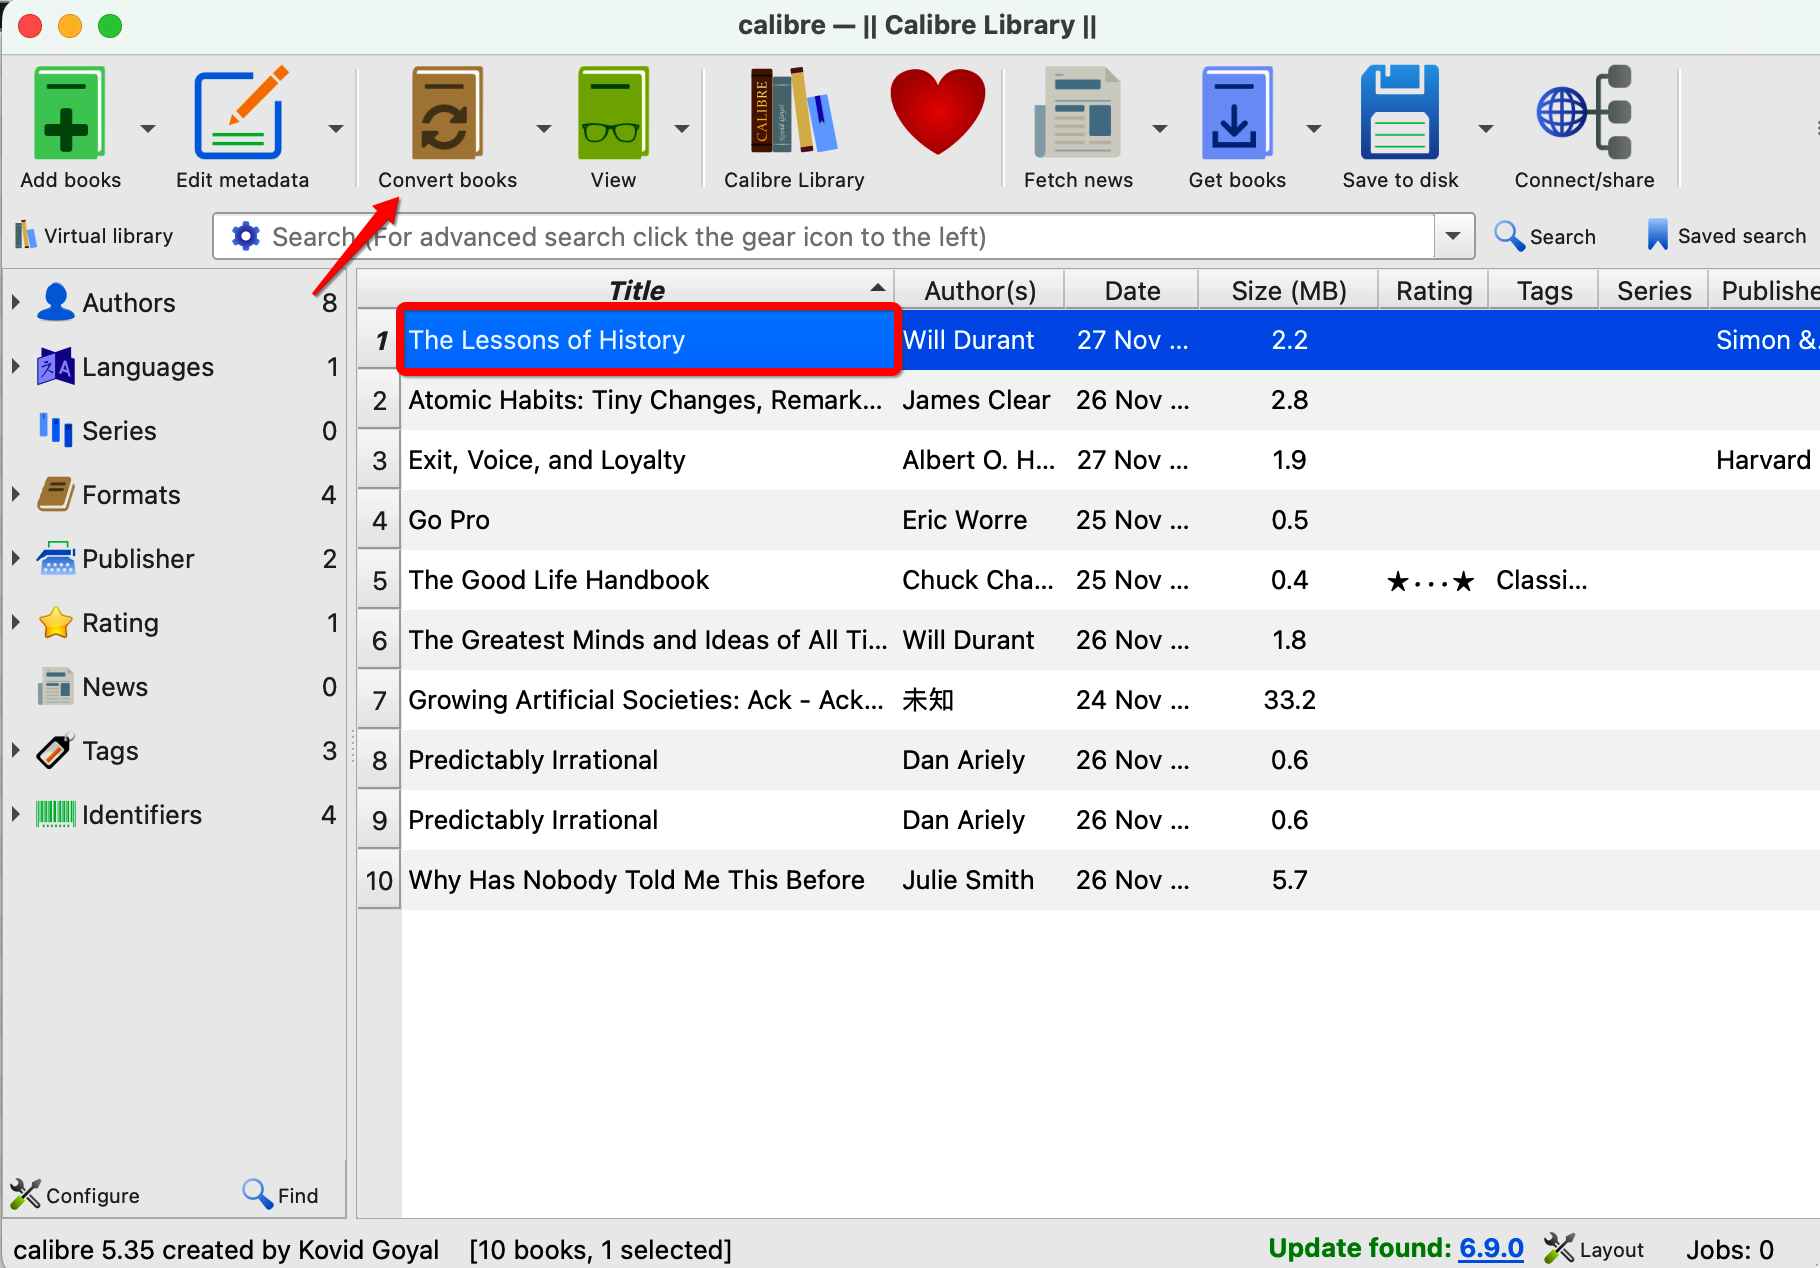 calibre — || Calibre Library ||
Add books
Edit metadata
Convert books
View
CALIBRE
Kovid Goyal
Calibre Library
Fetch news
Get books
Save to disk
Connect/share
Virtual library
Search (For advanced search click the gear icon to the left)
Search
Saved search
Authors 8
Languages 1
Series 0
Formats 4
Publisher 2
Rating 1
News 0
Tags 3
Identifiers 4
Title Author(s) Date Size (MB) Rating Tags Series Publishe
1 The Lessons of History Will Durant 27 Nov ... 2.2 Simon &.
2 Atomic Habits: Tiny Changes, Remark... James Clear 26 Nov ... 2.8
3 Exit, Voice, and Loyalty Albert O. H... 27 Nov ... 1.9 Harvard
4 Go Pro Eric Worre 25 Nov ... 0.5
5 The Good Life Handbook Chuck Cha... 25 Nov ... 0.4 ★...★ Classi...
6 The Greatest Minds and Ideas of All Ti... Will Durant 26 Nov ... 1.8
7 Growing Artificial Societies: Ack - Ack... 未知 24 Nov ... 33.2
8 Predictably Irrational Dan Ariely 26 Nov ... 0.6
9 Predictably Irrational Dan Ariely 26 Nov ... 0.6
10 Why Has Nobody Told Me This Before Julie Smith 26 Nov ... 5.7
Configure
Find
calibre 5.35 created by Kovid Goyal [10 books, 1 selected]
Update found: 6.9.0
Layout
Jobs: 0